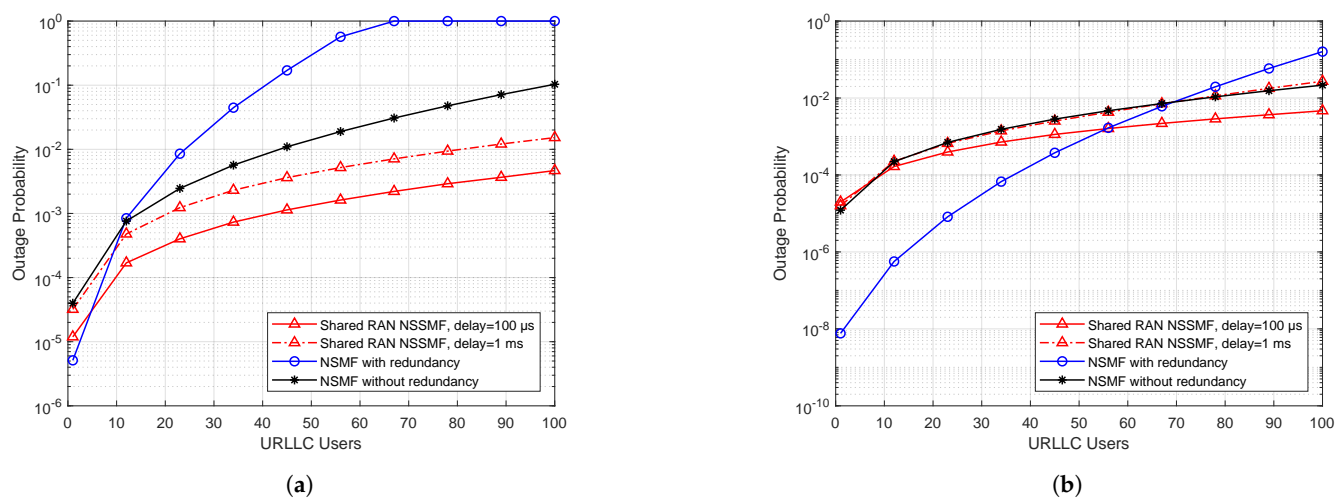 10^0
10^-1
10^-2
10^-3
10^-4
10^-5
10^-6
Outage Probability
Shared RAN NSSMF, delay=100 μs
Shared RAN NSSMF, delay=1 ms
NSMF with redundancy
NSMF without redundancy
0 10 20 30 40 50 60 70 80 90 100
URLLC Users
(a)
10^0
10^-2
10^-4
10^-6
10^-8
10^-10
Outage Probability
Shared RAN NSSMF, delay=100 μs
Shared RAN NSSMF, delay=1 ms
NSMF with redundancy
NSMF without redundancy
0 10 20 30 40 50 60 70 80 90 100
URLLC Users
(b)